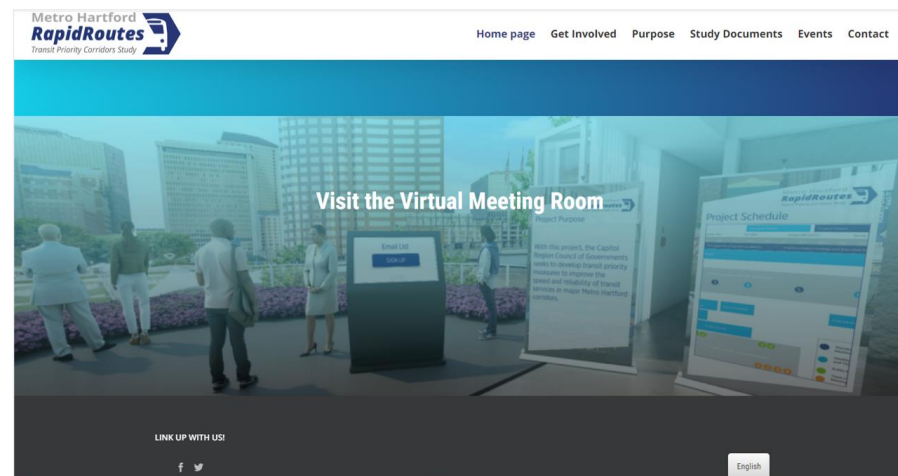 Metro Hartford
RapidRoutes
Transit Priority Corridors Study
Home page Get Involved Purpose Study Documents Events Contact
Visit the Virtual Meeting Room
Email List
SIGN UP
Project Purpose
With this project, the Capitol
Region Council of Governments
seeks to develop transit priority
measures to improve the
speed and reliability of transit
services in major Metro Hartford
corridors.
Metro Hartford
RapidRoutes
Project Schedule
LINK UP WITH US!
English